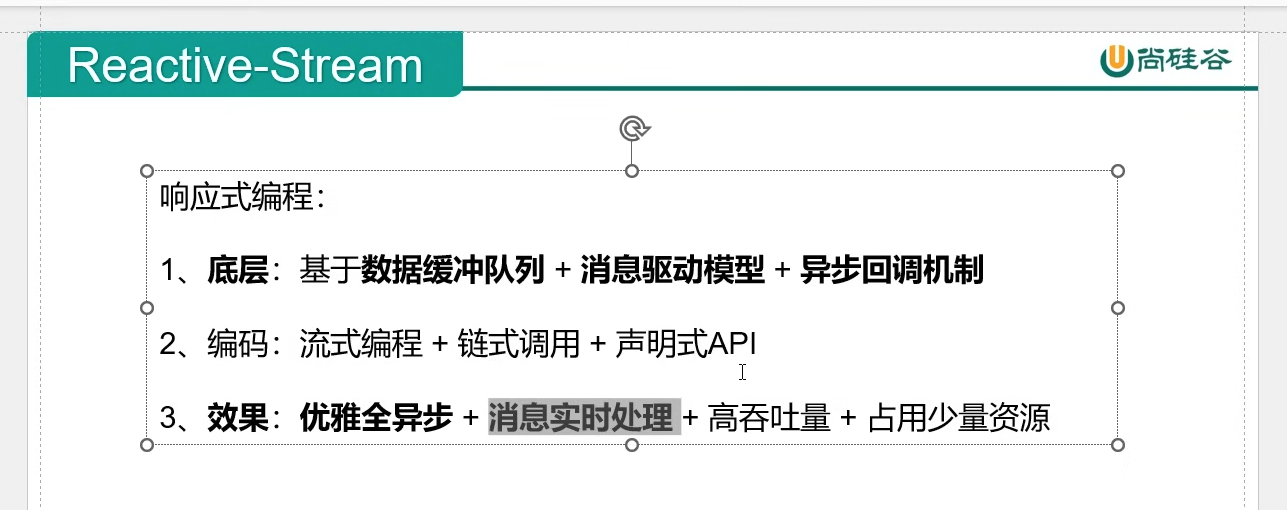 Reactive-Stream
尚硅谷
响应式编程：
1、底层：基于数据缓冲队列 + 消息驱动模型 + 异步回调机制
2、编码：流式编程 + 链式调用 + 声明式API
3、效果：优雅全异步 + 消息实时处理 + 高吞吐量 + 占用少量资源